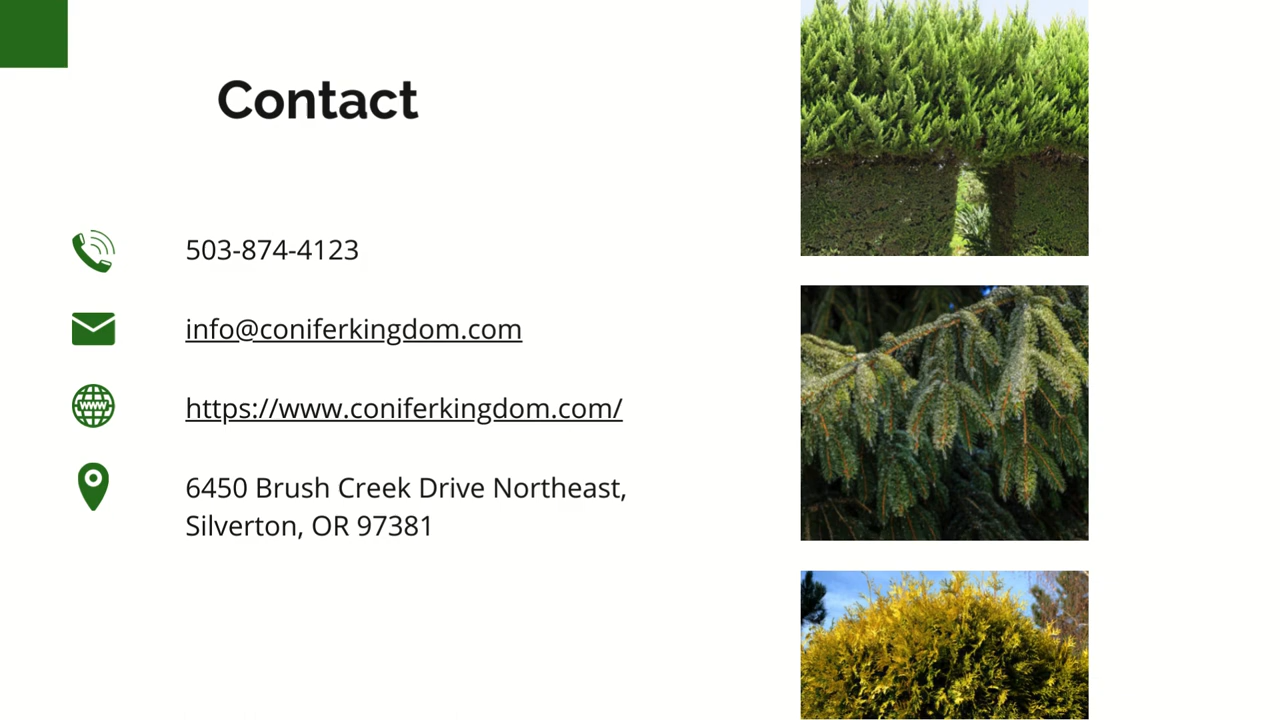 Contact
503-874-4123
info@coniferkingdom.com
https://www.coniferkingdom.com/
6450 Brush Creek Drive Northeast,
Silverton, OR 97381